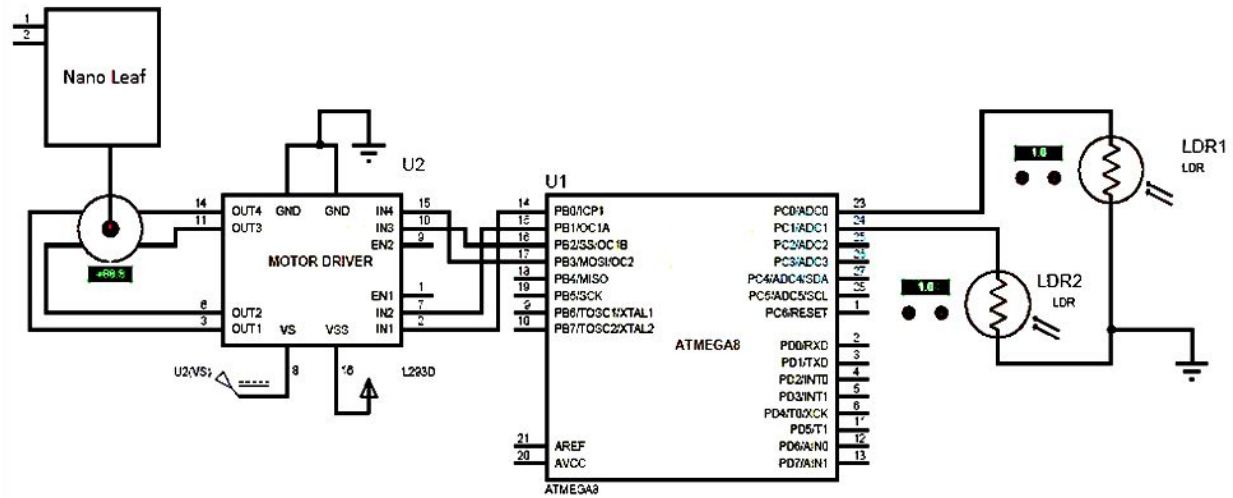 1
2
Nano Leaf
U2
14
11
OUT4
OUT3
GND
GND
IN4
IN3
EN2
15
10
9
MOTOR DRIVER
6
3
OUT2
OUT1
VS
VSS
EN1
IN2
IN1
1
7
2
U2(VS)
8
16
L293D
U1
14
15
16
17
18
19
9
10
PB0/ICP1
PB1/OC1A
PB2/SS/OC1B
PB3/MOSI/OC2
PB4/MISO
PB5/SCK
PB6/TOSC1/XTAL1
PB7/TOSC2/XTAL2
21
20
AREF
AVCC
ATMEGA8
PC0/ADC0
PC1/ADC1
PC2/ADC2
PC3/ADC3
PC4/ADC4/SDA
PC5/ADC5/SCL
PC6/RESET
23
24
25
26
27
1
PD0/RXD
PD1/TXD
PD2/INT0
PD3/INT1
PD4/T0/XCK
PD5/T1
PD6/AIN0
PD7/AIN1
2
3
4
5
6
11
12
13
ATMEGA8
1.0
LDR1
LDR
1.0
LDR2
LDR